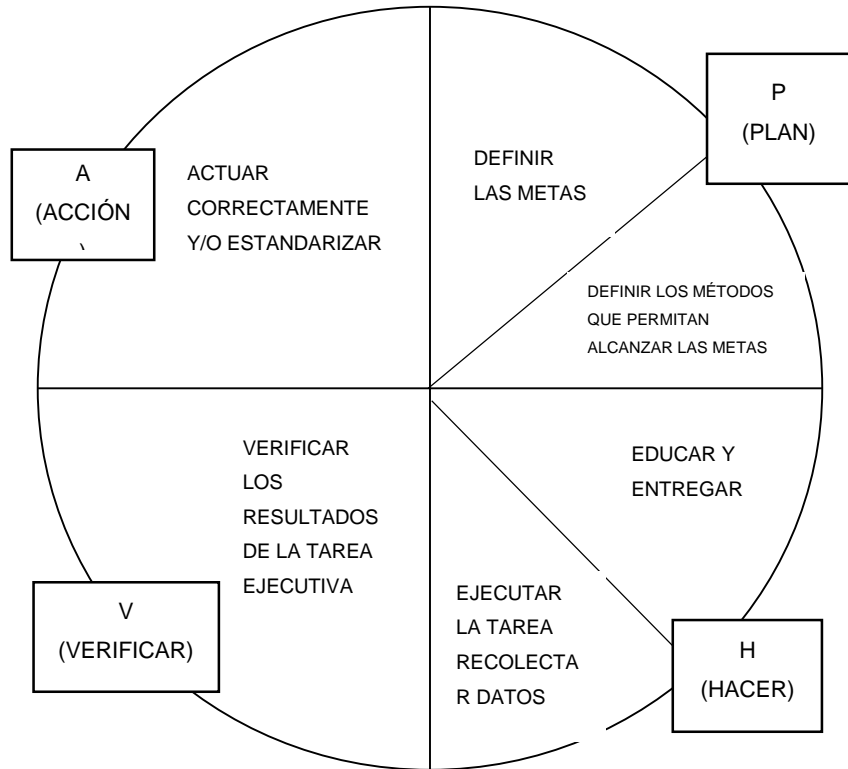 P
(PLAN)
DEFINIR
LAS METAS
A
(ACCIÓN
ACTUAR
CORRECTAMENTE
Y/O ESTANDARIZAR
DEFINIR LOS MÉTODOS
QUE PERMITAN
ALCANZAR LAS METAS
VERIFICAR
LOS
RESULTADOS
DE LA TAREA
EJECUTIVA
EDUCAR Y
ENTREGAR
EJECUTAR
LA TAREA
RECOLECTA
R DATOS
V
(VERIFICAR)
H
(HACER)